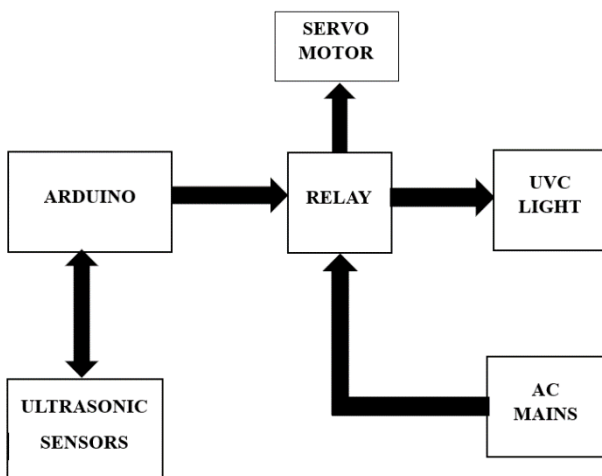 SERVO
MOTOR
ARDUINO
RELAY
UVC
LIGHT
ULTRASONIC
SENSORS
AC
MAINS